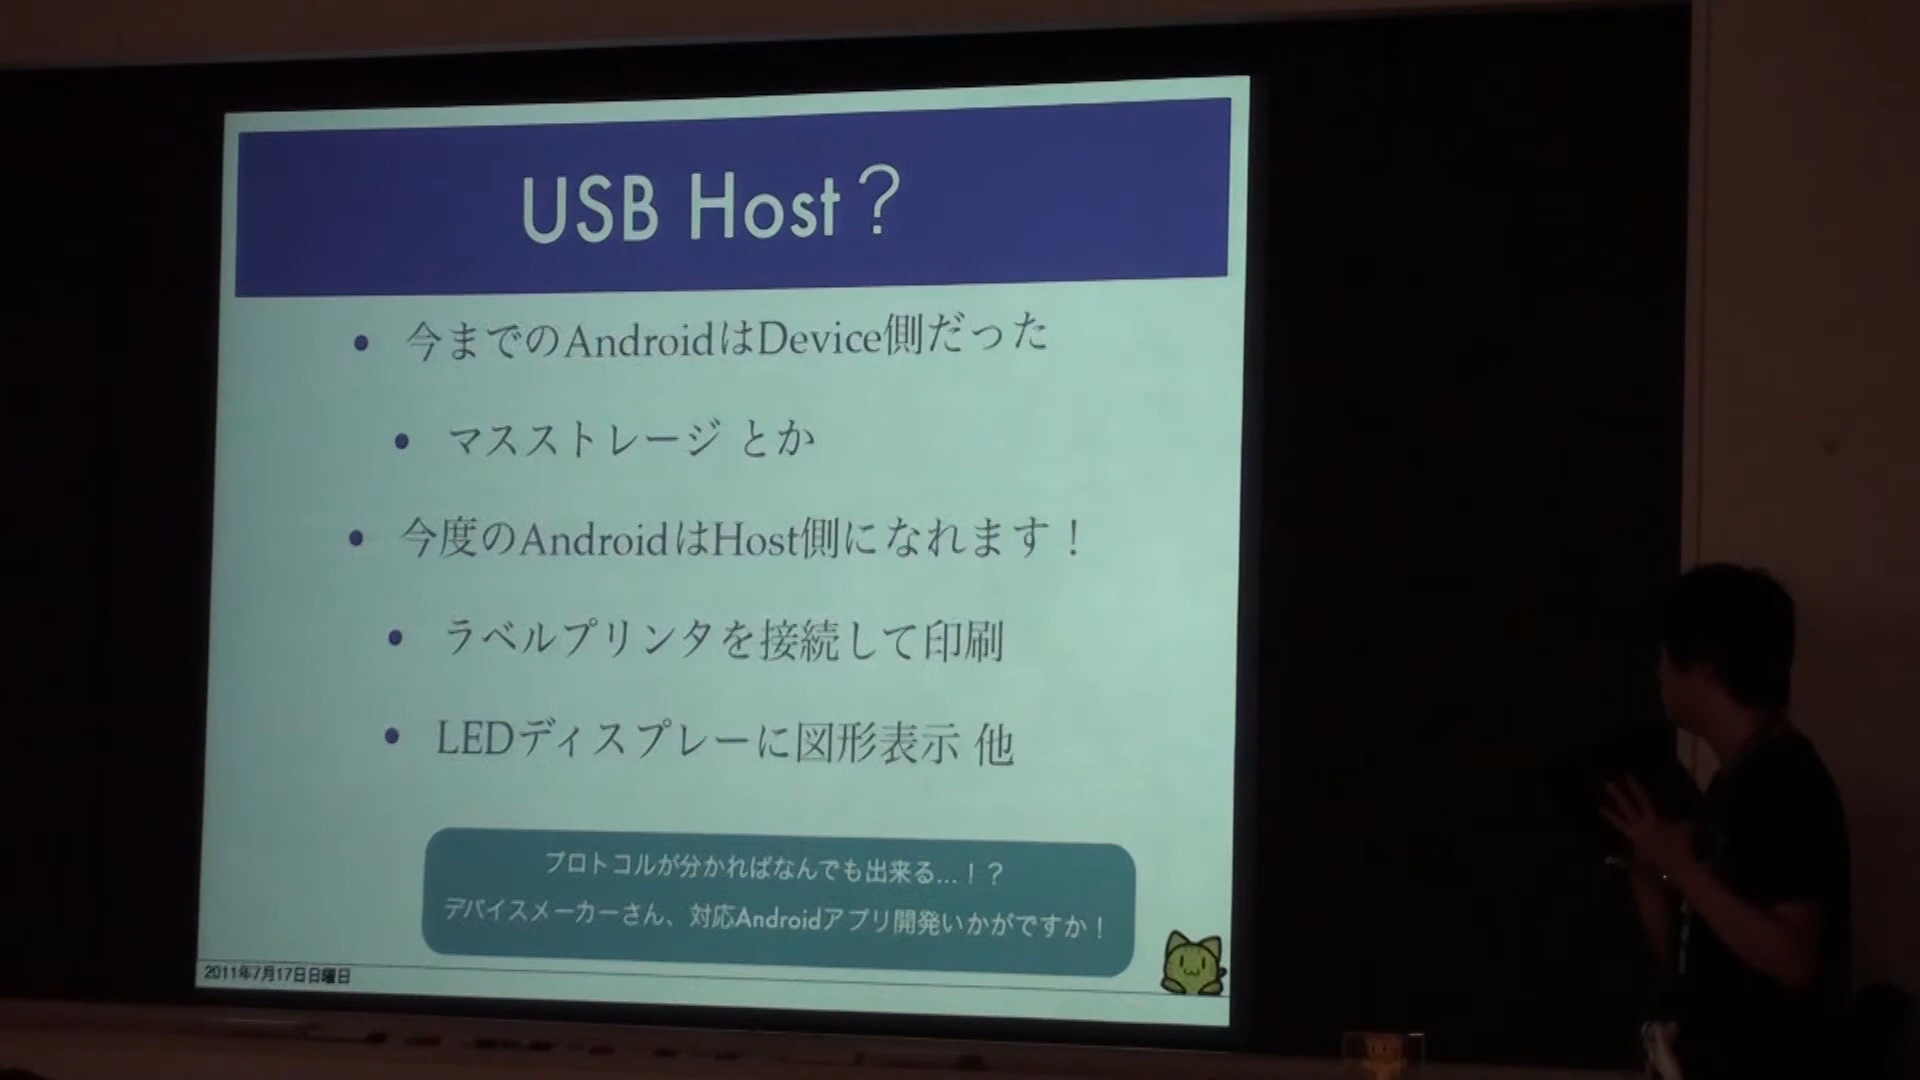 USB Host？
• 今までのAndroidはDevice側だった
• マスストレージ とか
• 今度のAndroidはHost側になれます！
• ラベルプリンタを接続して印刷
• LEDディスプレーに図形表示 他
プロトコルが分かればなんでも出来る...！？
デバイスメーカーさん、対応Androidアプリ開発いかがですか！
2011年7月17日日曜日